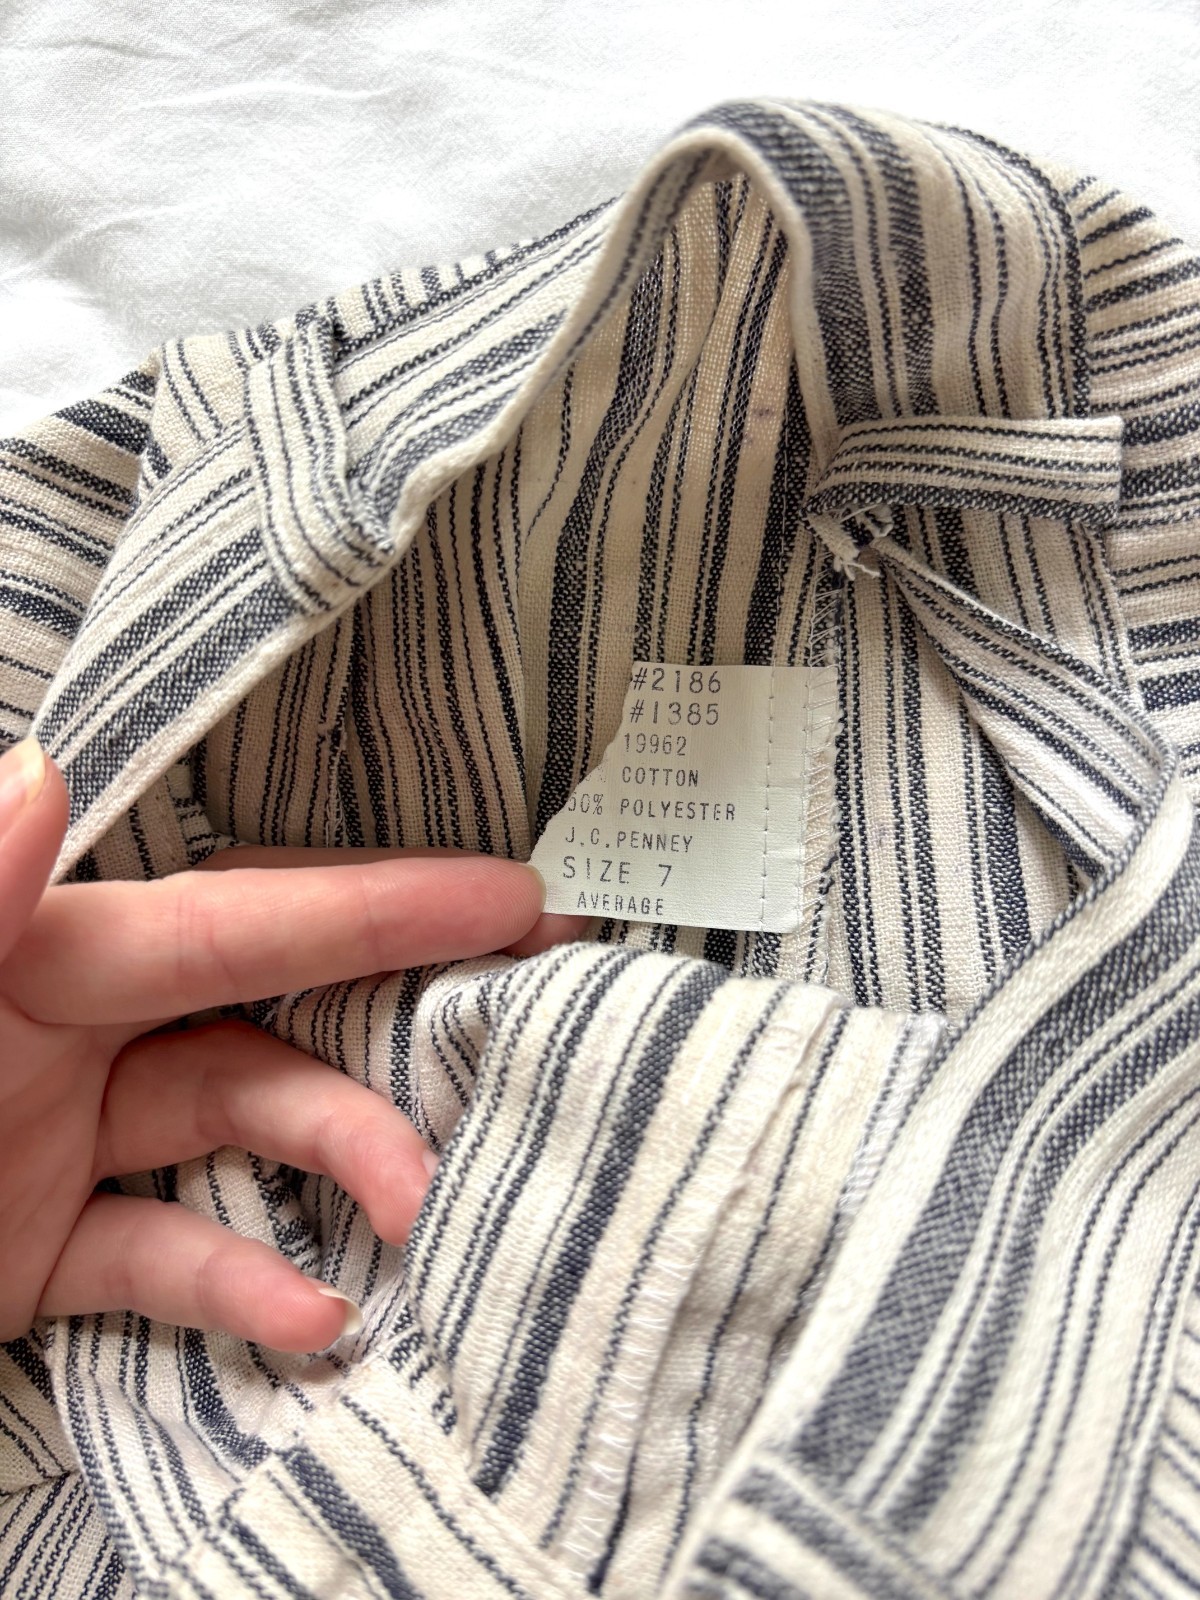 #2186
#1385
19962
COTTON
50% POLYESTER
J.C.PENNEY
SIZE 7
AVERAGE